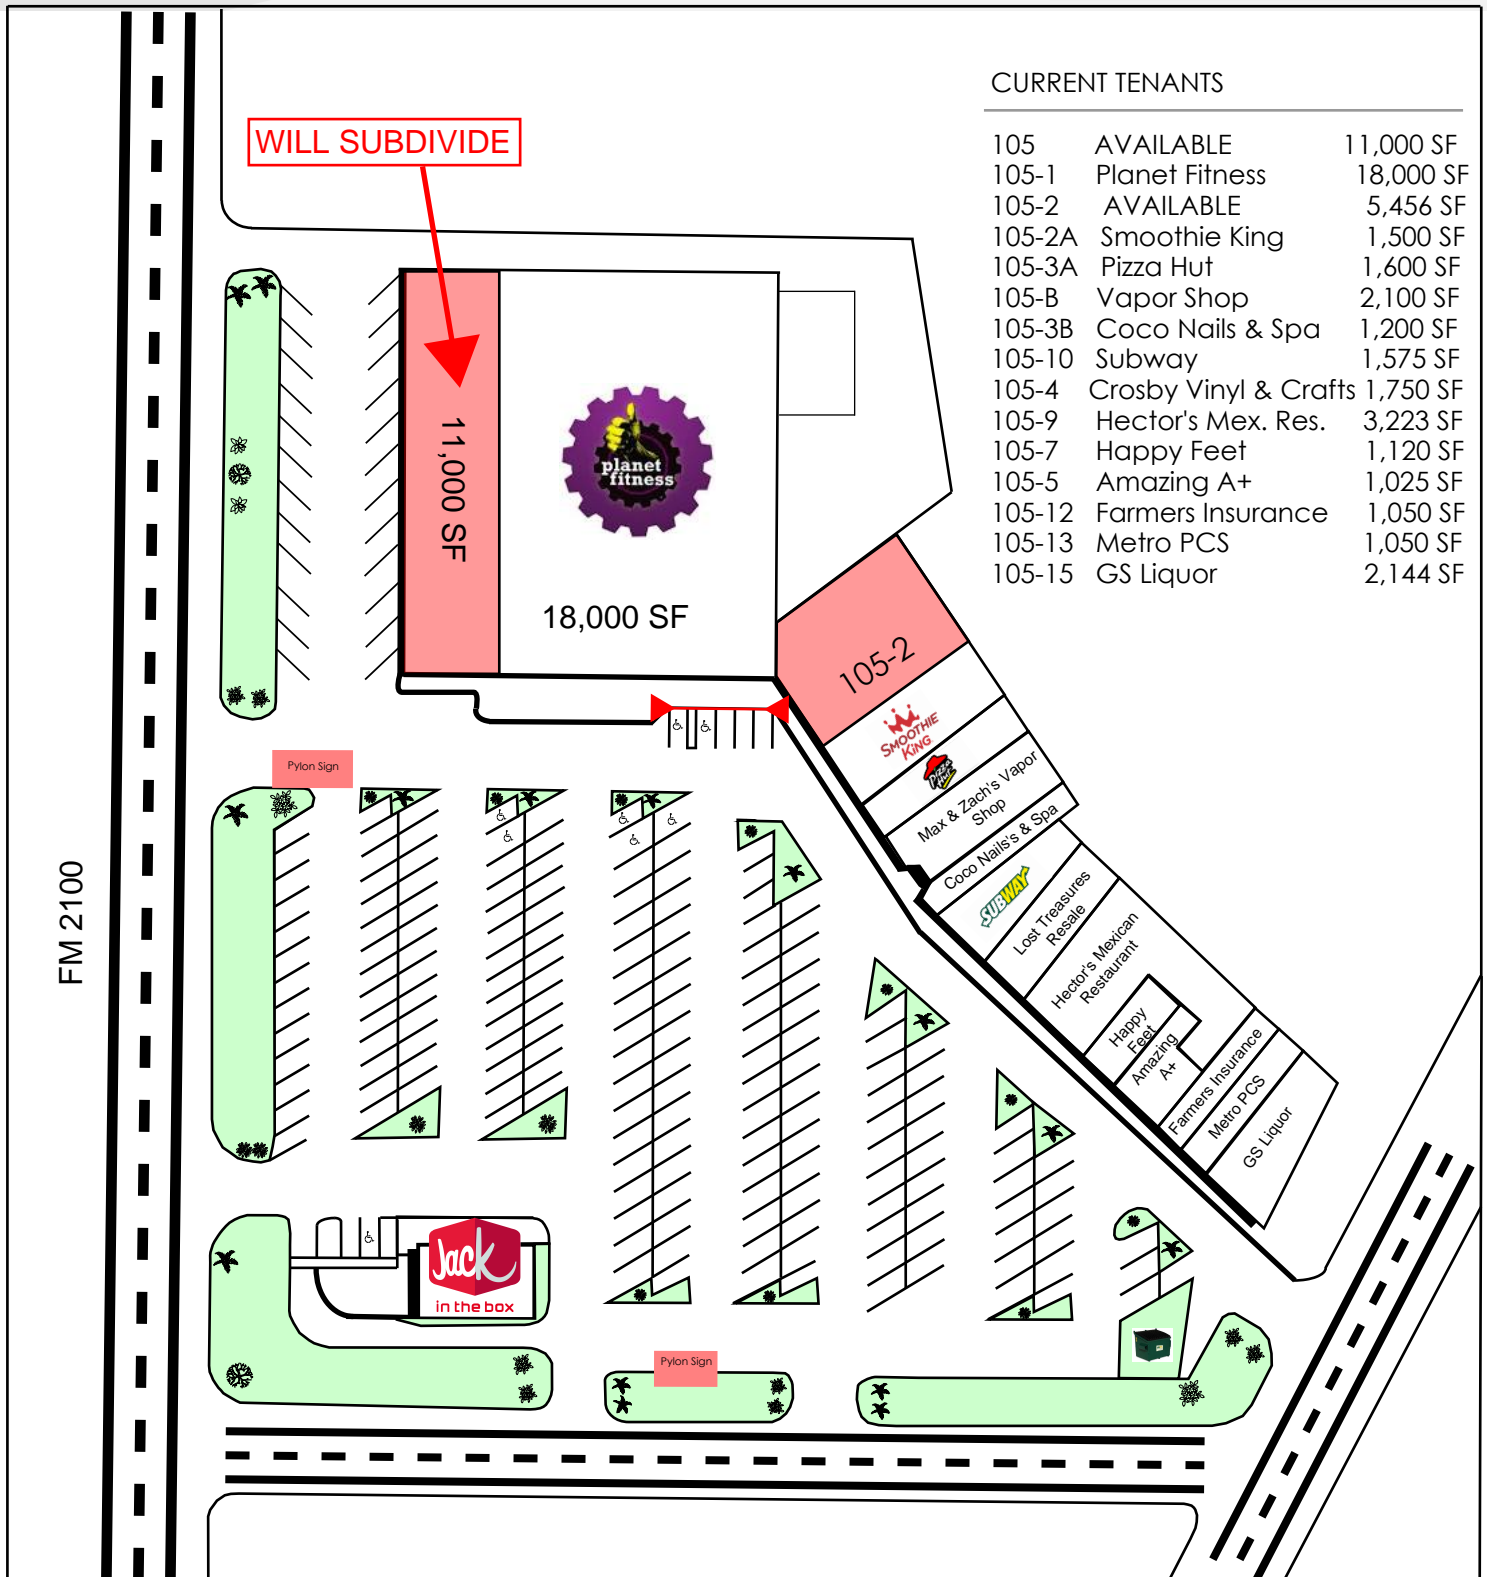 CURRENT TENANTS
105 AVAILABLE 11,000 SF
105-1 Planet Fitness 18,000 SF
105-2 AVAILABLE 5,456 SF
105-2A Smoothie King 1,500 SF
105-3A Pizza Hut 1,600 SF
105-B Vapor Shop 2,100 SF
105-3B Coco Nails & Spa 1,200 SF
105-10 Subway 1,575 SF
105-4 Crosby Vinyl & Crafts 1,750 SF
105-9 Hector's Mex. Res. 3,223 SF
105-7 Happy Feet 1,120 SF
105-5 Amazing A+ 1,025 SF
105-12 Farmers Insurance 1,050 SF
105-13 Metro PCS 1,050 SF
105-15 GS Liquor 2,144 SF
WILL SUBDIVIDE
11,000 SF
planet
fitness
18,000 SF
105-2
SMOOTHIE
KING
Pizza Hut
Max & Zach's Vapor
Shop
Coco Nails's & Spa
SUBWAY
Lost Treasures
Resale
Hector's Mexican
Restaurant
Happy
Feet
Amazing
A+
Farmers Insurance
Metro PCS
GS Liquor
Pylon Sign
FM 2100
Jack
in the box
Pylon Sign